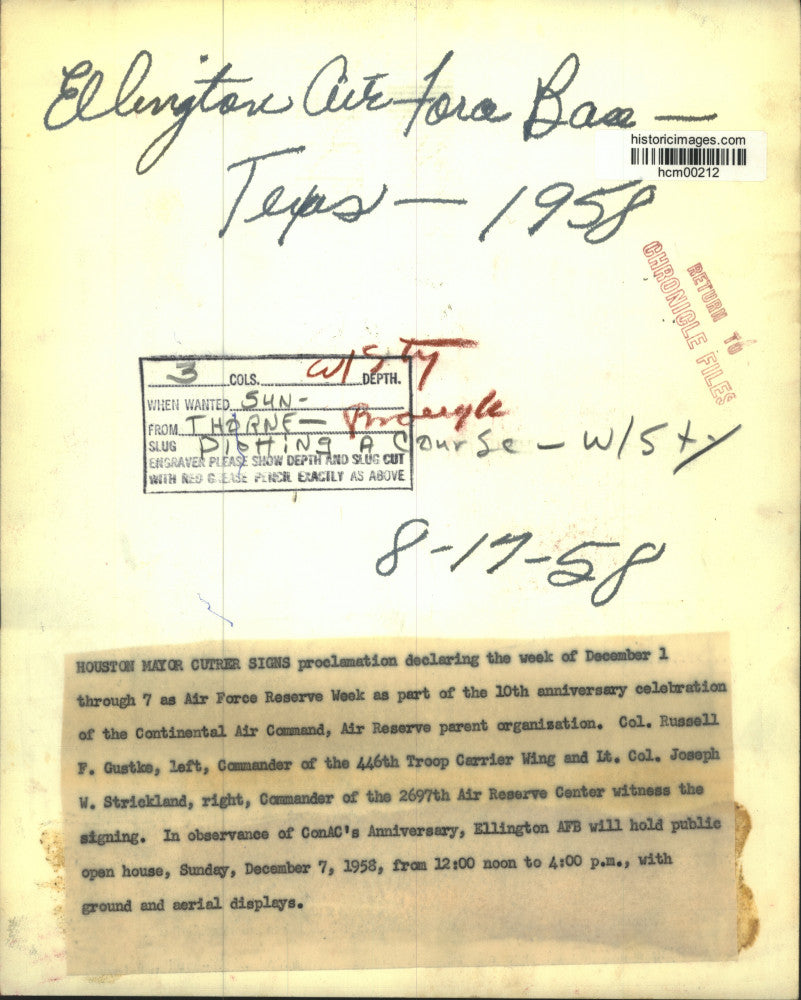 Ellington Air Force Base —
historicimages.com
hcm00212
Texas — 1958
RETURN TO
CHRONICLE FILES
3 COLS. w/sty DEPTH.
WHEN WANTED SUN-
FROM THORNE —
SLUG Plotting A Course - w/sty
ENGRAVER PLEASE SHOW DEPTH AND SLUG CUT
WITH RED GREASE PENCIL EXACTLY AS ABOVE
8-17-58
HOUSTON MAYOR CUTRER SIGNS proclamation declaring the week of December 1
through 7 as Air Force Reserve Week as part of the 10th anniversary celebration
of the Continental Air Command, Air Reserve parent organization. Col. Russell
F. Gustke, left, Commander of the 446th Troop Carrier Wing and Lt. Col. Joseph
W. Strickland, right, Commander of the 2697th Air Reserve Center witness the
signing. In observance of ConAC's Anniversary, Ellington AFB will hold public
open house, Sunday, December 7, 1958, from 12:00 noon to 4:00 p.m., with
ground and aerial displays.